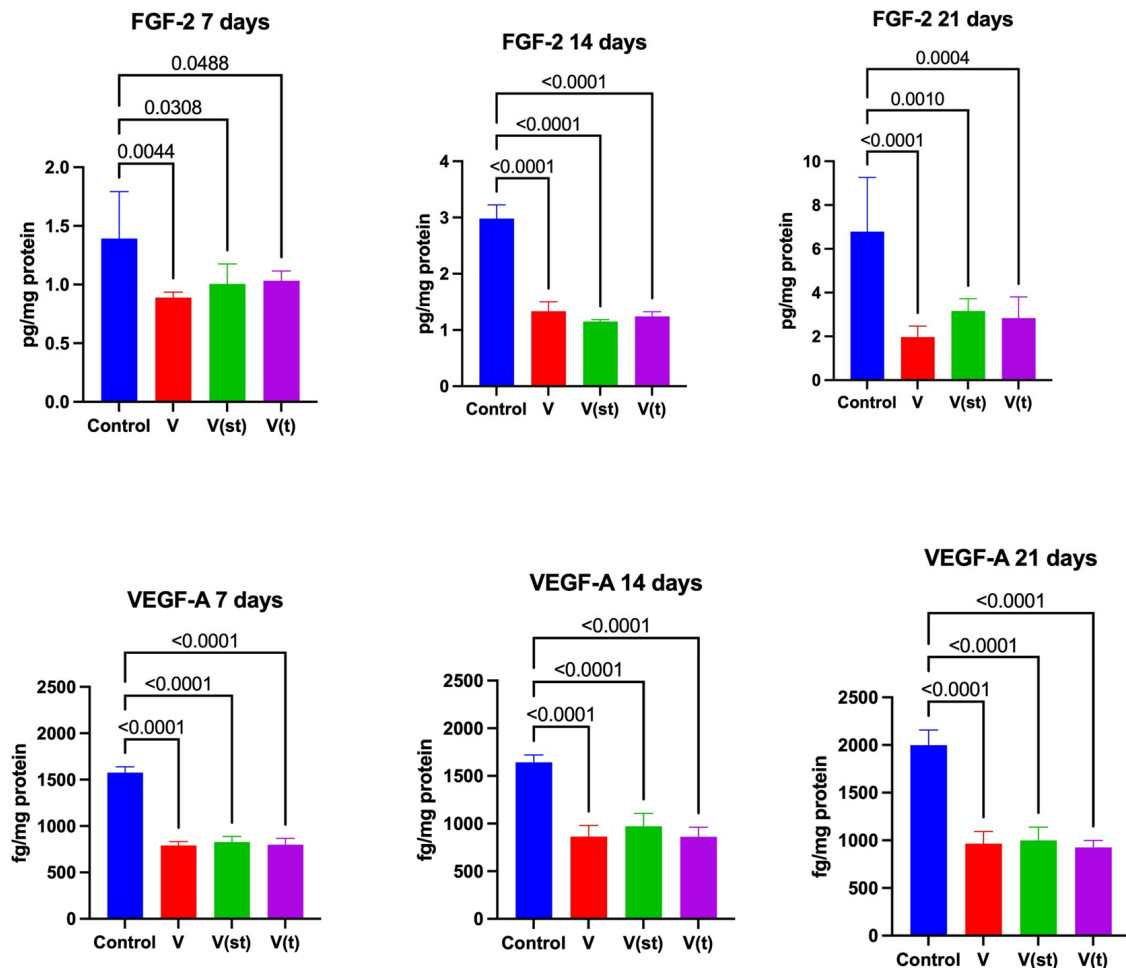 FGF-2 7 days
0.0488
0.0308
0.0044
2.0
1.5
1.0
0.5
0.0
pg/mg protein
Control V V(st) V(t)
FGF-2 14 days
<0.0001
<0.0001
<0.0001
4
3
2
1
0
pg/mg protein
Control V V(st) V(t)
FGF-2 21 days
0.0004
0.0010
<0.0001
10
8
6
4
2
0
pg/mg protein
Control V V(st) V(t)
VEGF-A 7 days
<0.0001
<0.0001
<0.0001
2500
2000
1500
1000
500
0
fg/mg protein
Control V V(st) V(t)
VEGF-A 14 days
<0.0001
<0.0001
<0.0001
2500
2000
1500
1000
500
0
fg/mg protein
Control V V(st) V(t)
VEGF-A 21 days
<0.0001
<0.0001
<0.0001
2500
2000
1500
1000
500
0
fg/mg protein
Control V V(st) V(t)